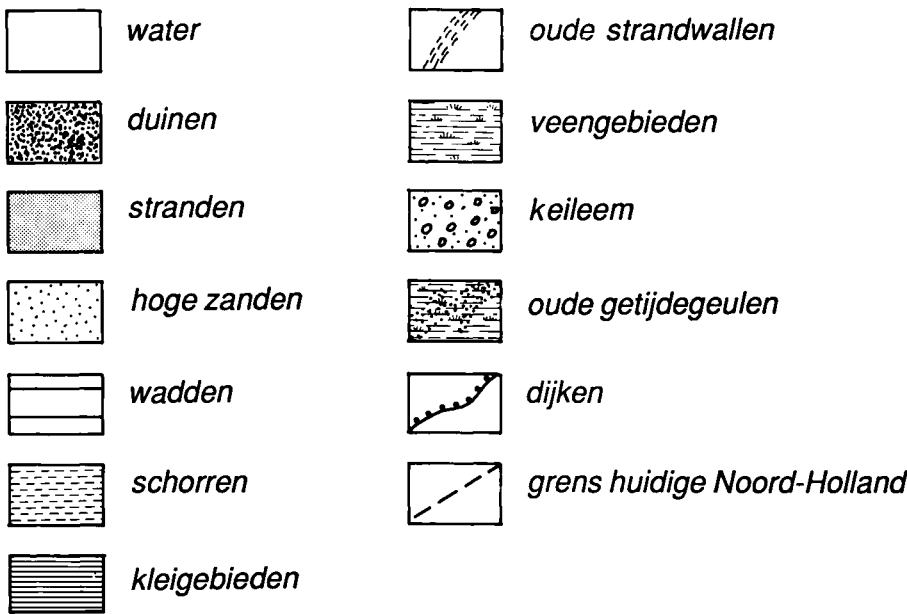 water
duinen
stranden
hoge zanden
wadden
schorren
kleigebieden
oude strandwallen
veengebieden
keileem
oude getijdegeulen
dijken
grens huidige Noord-Holland